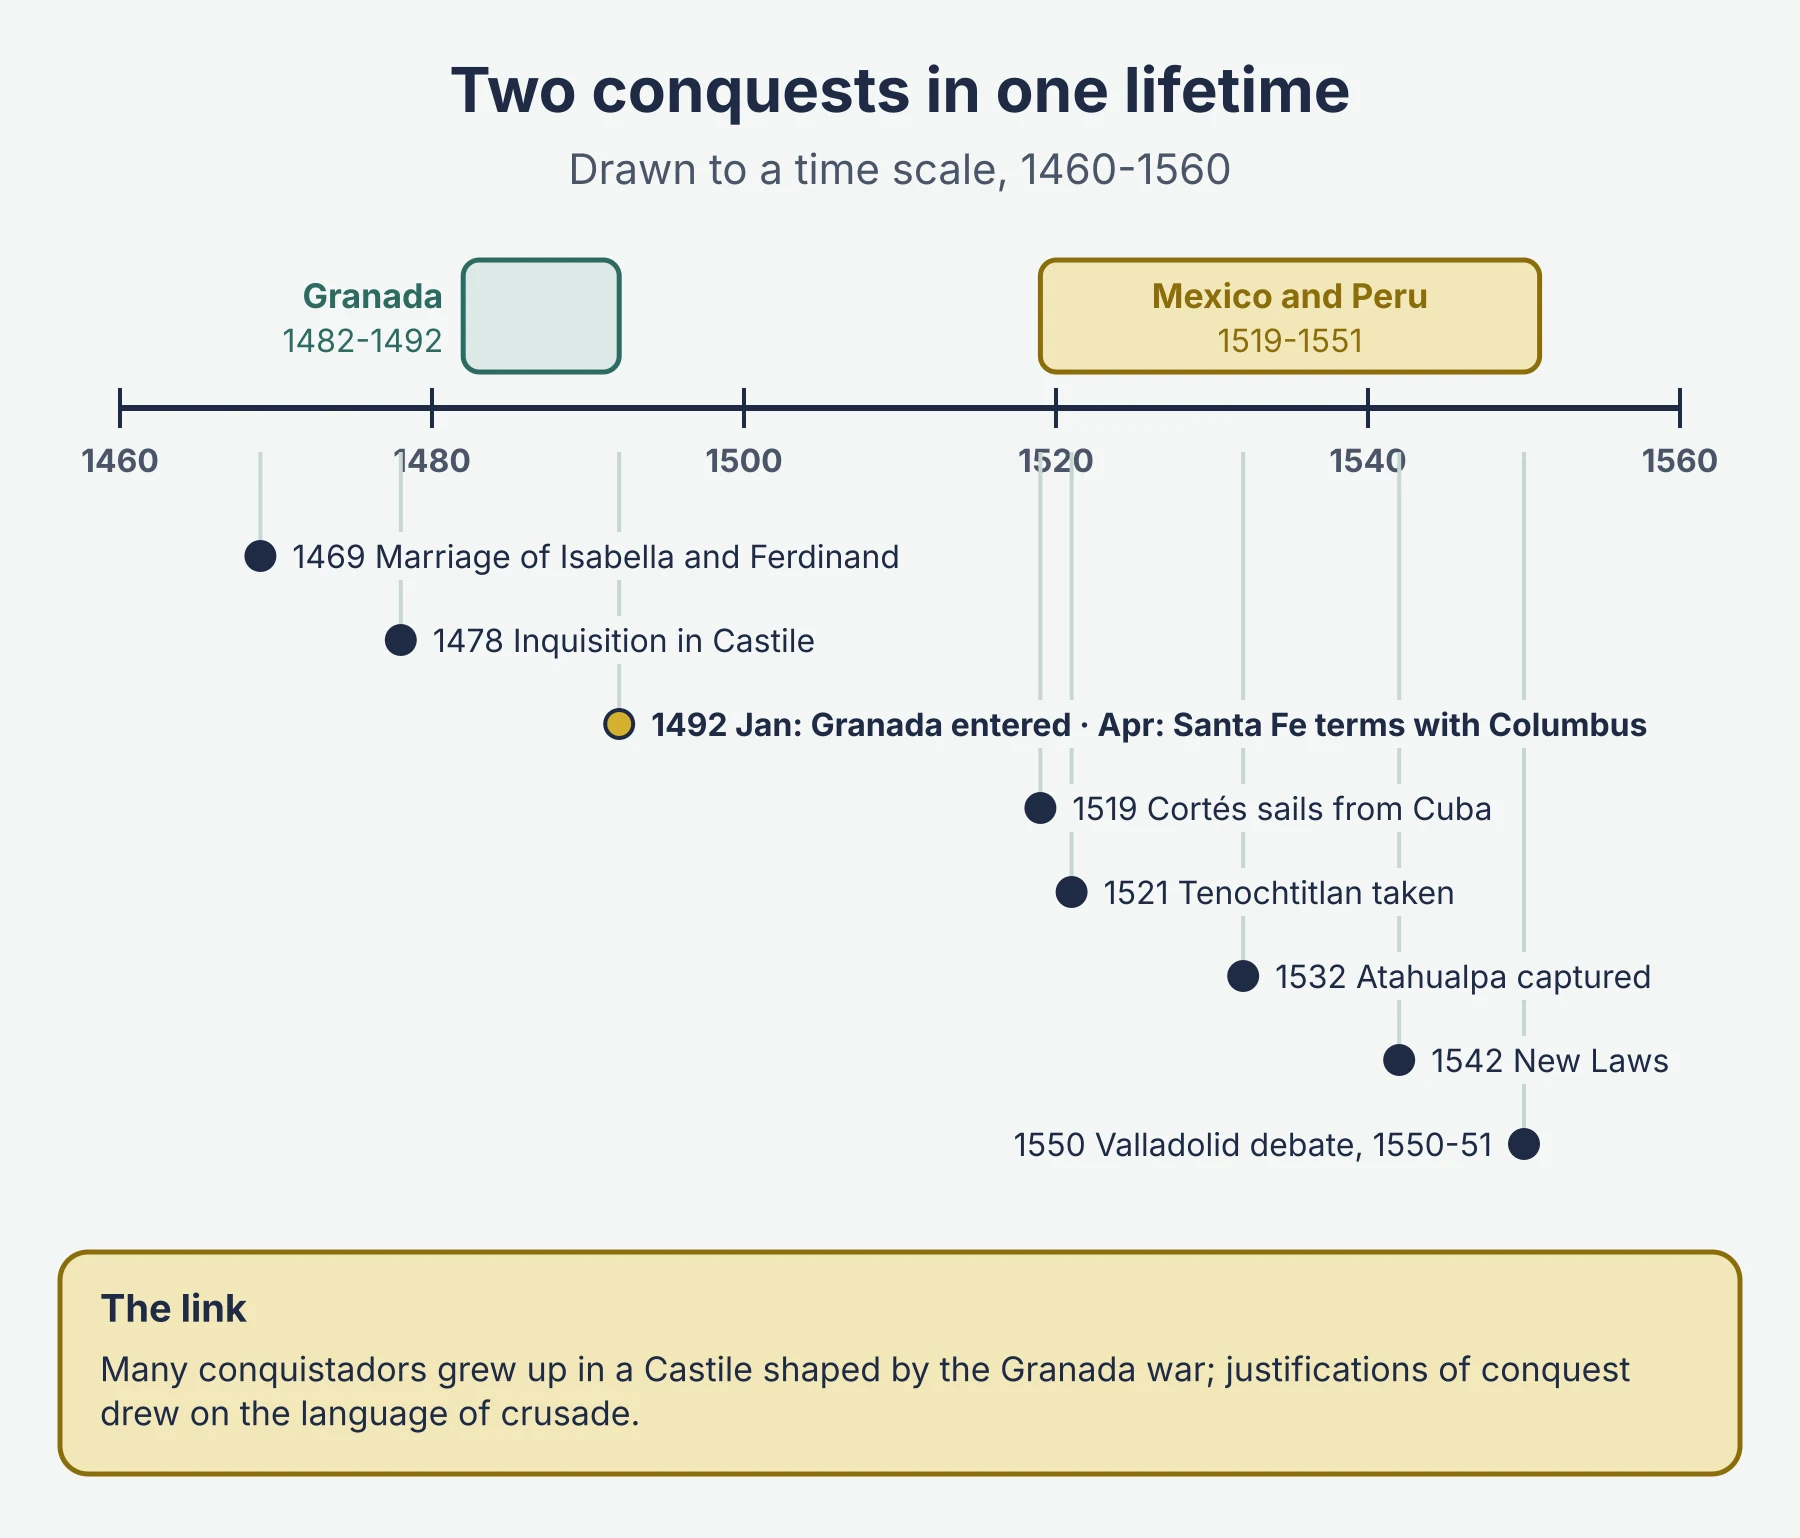 Two conquests in one lifetime
Drawn to a time scale, 1460-1560
Granada
1482-1492
Mexico and Peru
1519-1551
1460
1480
1500
1520
1540
1560
1469 Marriage of Isabella and Ferdinand
1478 Inquisition in Castile
1492 Jan: Granada entered · Apr: Santa Fe terms with Columbus
1519 Cortés sails from Cuba
1521 Tenochtitlan taken
1532 Atahualpa captured
1542 New Laws
1550 Valladolid debate, 1550-51
The link
Many conquistadors grew up in a Castile shaped by the Granada war; justifications of conquest
drew on the language of crusade.